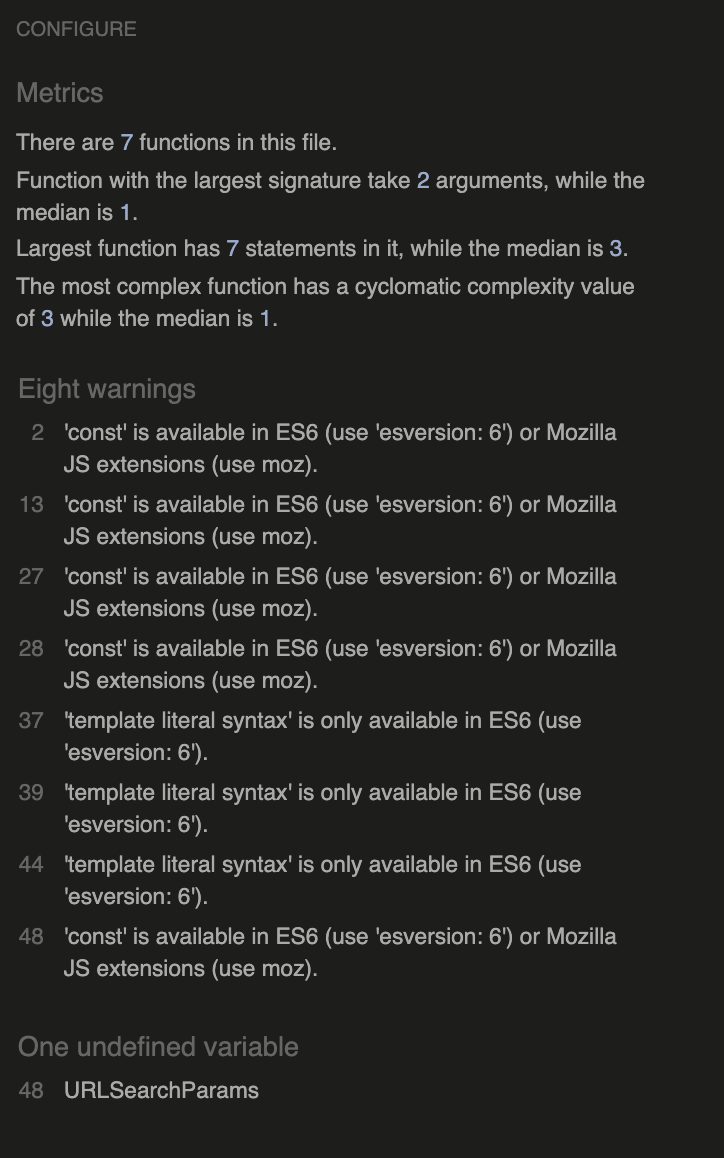 CONFIGURE
Metrics
There are 7 functions in this file.
Function with the largest signature take 2 arguments, while the
median is 1.
Largest function has 7 statements in it, while the median is 3.
The most complex function has a cyclomatic complexity value
of 3 while the median is 1.
Eight warnings
2 'const' is available in ES6 (use 'esversion: 6') or Mozilla
JS extensions (use moz).
13 'const' is available in ES6 (use 'esversion: 6') or Mozilla
JS extensions (use moz).
27 'const' is available in ES6 (use 'esversion: 6') or Mozilla
JS extensions (use moz).
28 'const' is available in ES6 (use 'esversion: 6') or Mozilla
JS extensions (use moz).
37 'template literal syntax' is only available in ES6 (use
'esversion: 6').
39 'template literal syntax' is only available in ES6 (use
'esversion: 6').
44 'template literal syntax' is only available in ES6 (use
'esversion: 6').
48 'const' is available in ES6 (use 'esversion: 6') or Mozilla
JS extensions (use moz).
One undefined variable
48 URLSearchParams